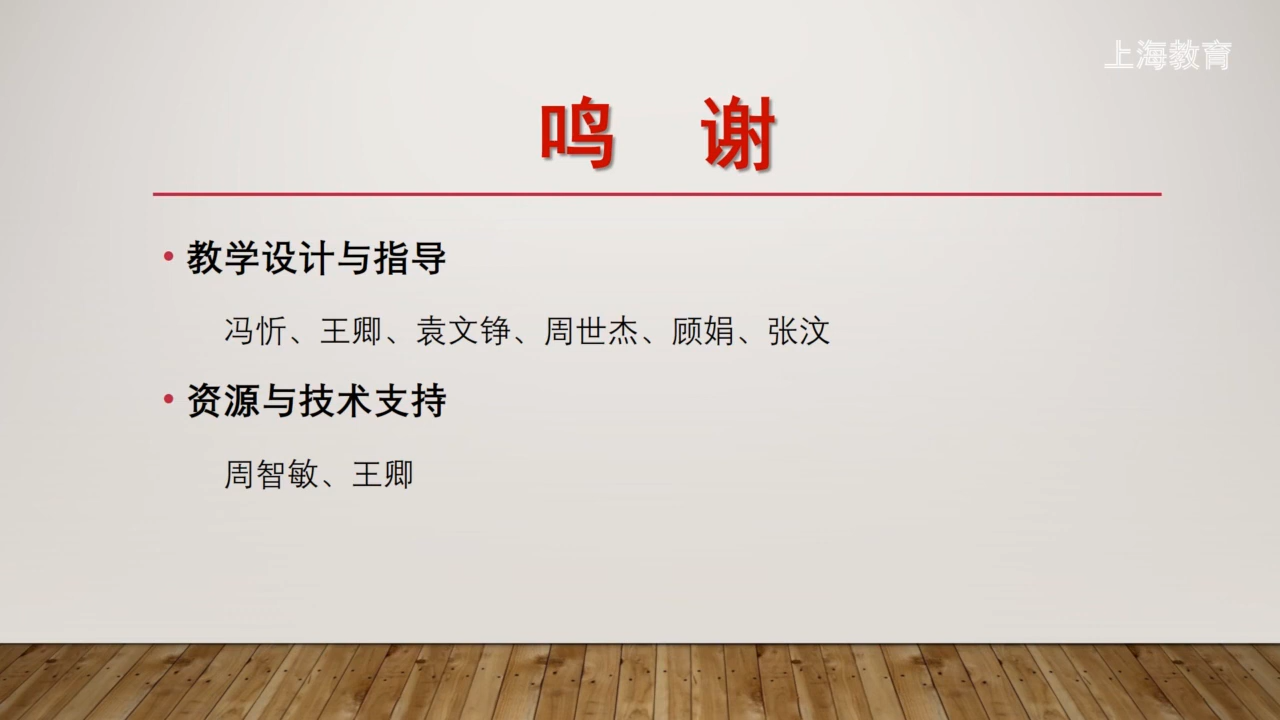 上海教育
鸣 谢
• 教学设计与指导
冯忻、王卿、袁文铮、周世杰、顾娟、张汶
• 资源与技术支持
周智敏、王卿